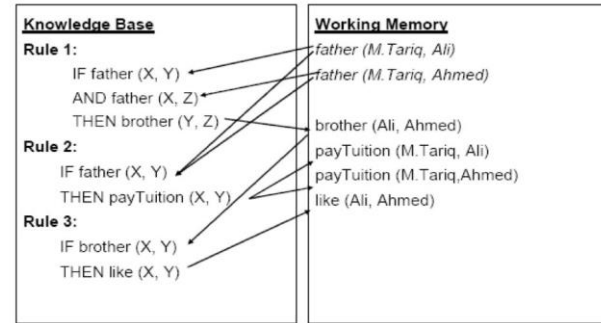 Knowledge Base
Rule 1:
IF father (X, Y)
AND father (X, Z)
THEN brother (Y, Z)
Rule 2:
IF father (X, Y)
THEN payTuition (X, Y)
Rule 3:
IF brother (X, Y)
THEN like (X, Y)
Working Memory
father (M.Tariq, Ali)
father (M.Tariq, Ahmed)
brother (Ali, Ahmed)
payTuition (M.Tariq, Ali)
payTuition (M.Tariq,Ahmed)
like (Ali, Ahmed)